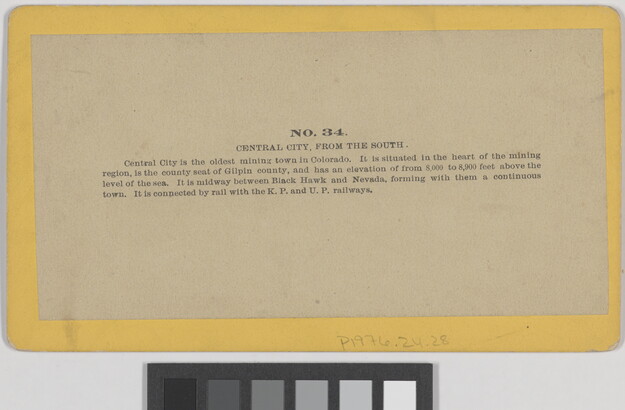 NO. 34.
CENTRAL CITY, FROM THE SOUTH.
Central City is the oldest mining town in Colorado. It is situated in the heart of the mining
region, is the county seat of Gilpin county, and has an elevation of from 8,000 to 8,900 feet above the
level of the sea. It is midway between Black Hawk and Nevada, forming with them a continuous
town. It is connected by rail with the K. P. and U. P. railways.
P1976.24.28